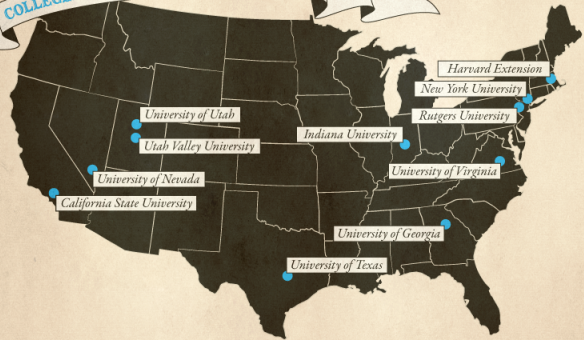 COLLEGE
Harvard Extension
New York University
Rutgers University
University of Utah
Indiana University
Utah Valley University
University of Virginia
University of Nevada
California State University
University of Georgia
University of Texas